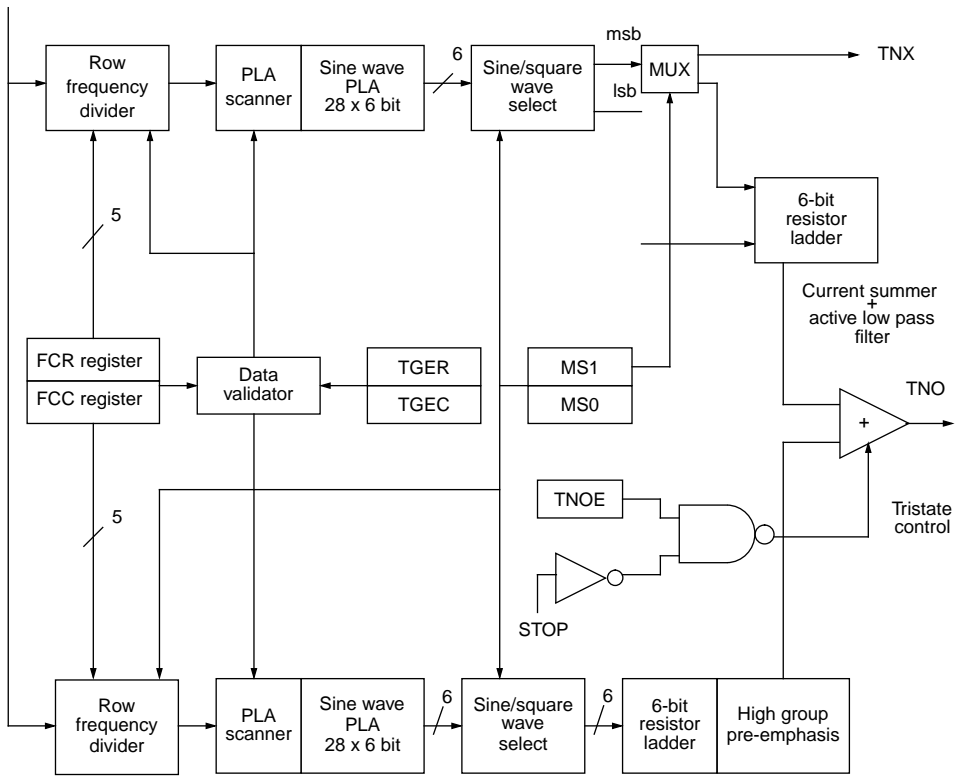 msb
TNX
Row
frequency
divider
PLA
scanner
Sine wave
PLA
28 x 6 bit
6
Sine/square
wave
select
MUX
lsb
5
6-bit
resistor
ladder
Current summer
+
active low pass
filter
FCR register
FCC register
Data
validator
TGER
TGEC
MS1
MS0
TNO
+
5
TNOE
Tristate
control
STOP
Row
frequency
divider
PLA
scanner
Sine wave
PLA
28 x 6 bit
6
Sine/square
wave
select
6
6-bit
resistor
ladder
High group
pre-emphasis